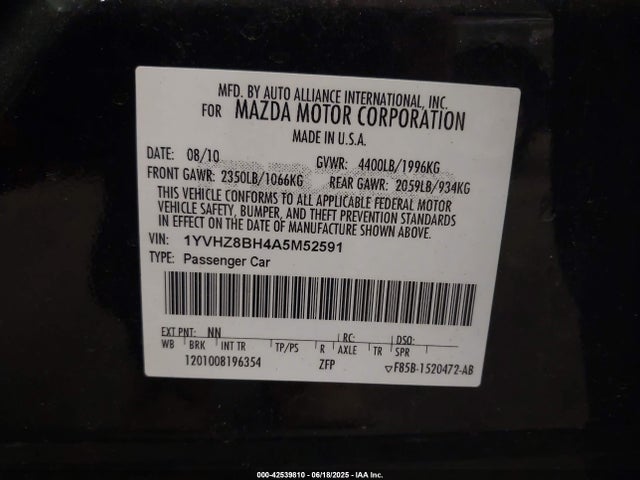 MFD. BY AUTO ALLIANCE INTERNATIONAL, INC.
FOR MAZDA MOTOR CORPORATION
MADE IN U.S.A.
DATE: 08/10 GVWR: 4400LB/1996KG
FRONT GAWR: 2350LB/1066KG REAR GAWR: 2059LB/934KG
THIS VEHICLE CONFORMS TO ALL APPLICABLE FEDERAL MOTOR
VEHICLE SAFETY, BUMPER, AND THEFT PREVENTION STANDARDS
IN EFFECT ON THE DATE OF MANUFACTURE SHOWN ABOVE.
VIN: 1YVHZ8BH4A5M52591
TYPE: Passenger Car
EXT PNT: NN RC: DSO:
WB BRK INT TR TP/PS R AXLE TR SPR
1201008196354 ZFP ▽F85B-1520472-AB
000-42539810 | 06/18/2025 | IAA Inc.